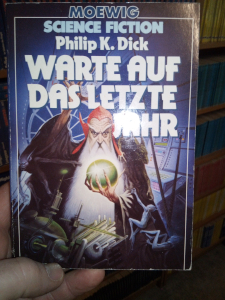 MOEWIG
SCIENCE FICTION
Philip K. Dick
WARTE AUF
DAS LETZTE
JAHR